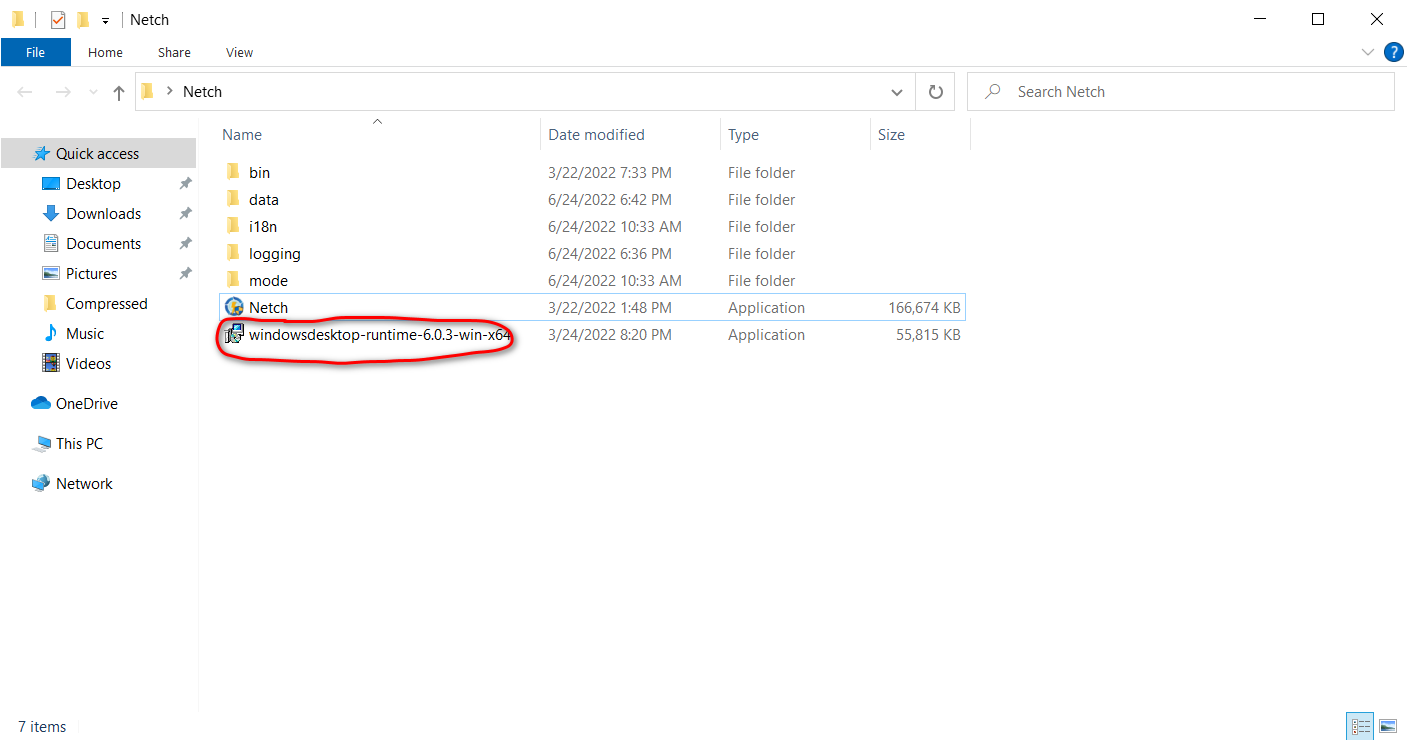 Netch
File Home Share View
Netch Search Netch
Name Date modified Type Size
Quick access
Desktop
Downloads
Documents
Pictures
Compressed
Music
Videos
OneDrive
This PC
Network
bin 3/22/2022 7:33 PM File folder
data 6/24/2022 6:42 PM File folder
i18n 6/24/2022 10:33 AM File folder
logging 6/24/2022 6:36 PM File folder
mode 6/24/2022 10:33 AM File folder
Netch 3/22/2022 1:48 PM Application 166,674 KB
windowsdesktop-runtime-6.0.3-win-x64 3/24/2022 8:20 PM Application 55,815 KB
7 items